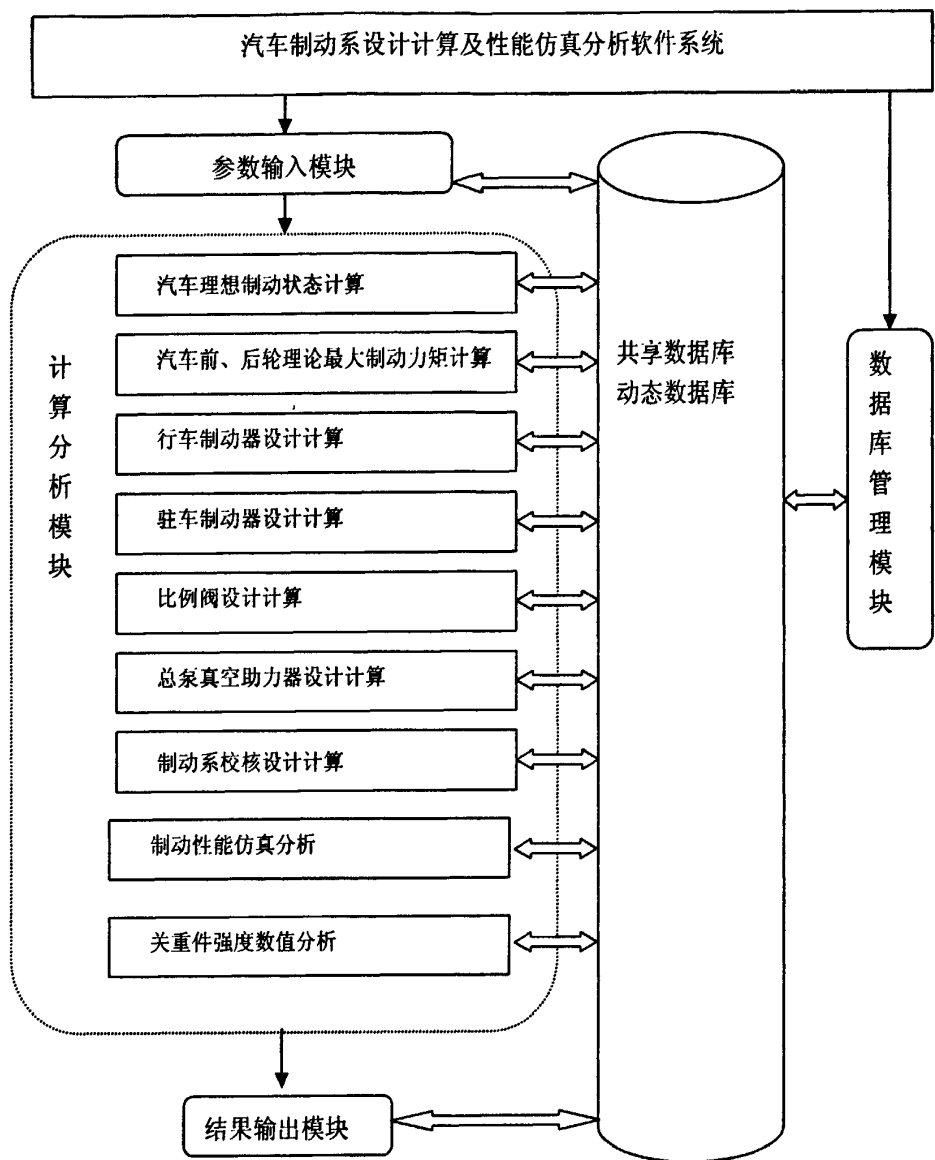 汽车制动系设计计算及性能仿真分析软件系统
参数输入模块
计算分析模块
汽车理想制动状态计算
汽车前、后轮理论最大制动力矩计算
行车制动器设计计算
驻车制动器设计计算
比例阀设计计算
总泵真空助力器设计计算
制动系校核设计计算
制动性能仿真分析
关重件强度数值分析
共享数据库
动态数据库
数据库管理模块
结果输出模块